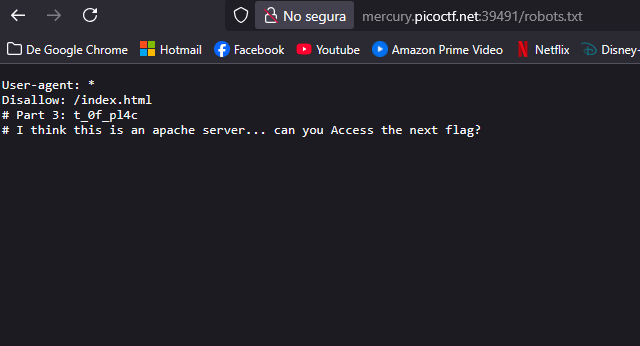 No segura mercury.picoctf.net:39491/robots.txt
De Google Chrome Hotmail Facebook Youtube Amazon Prime Video Netflix Disney-
User-agent: *
Disallow: /index.html
# Part 3: t_0f_pl4c
# I think this is an apache server... can you Access the next flag?